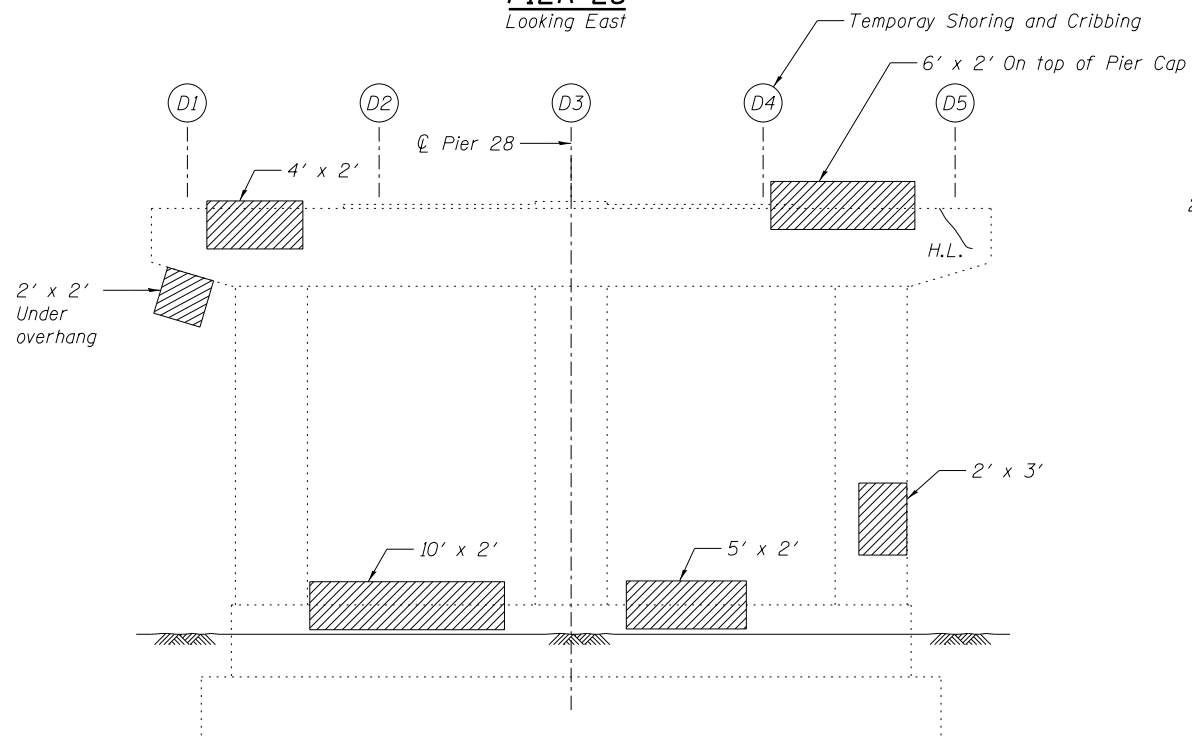 Looking East
Temporay Shoring and Cribbing
6' x 2' On top of Pier Cap
D1
D2
D3
D4
D5
℄ Pier 28
4' x 2'
H.L.
2' x 2'
Under
overhang
2' x 3'
10' x 2'
5' x 2'